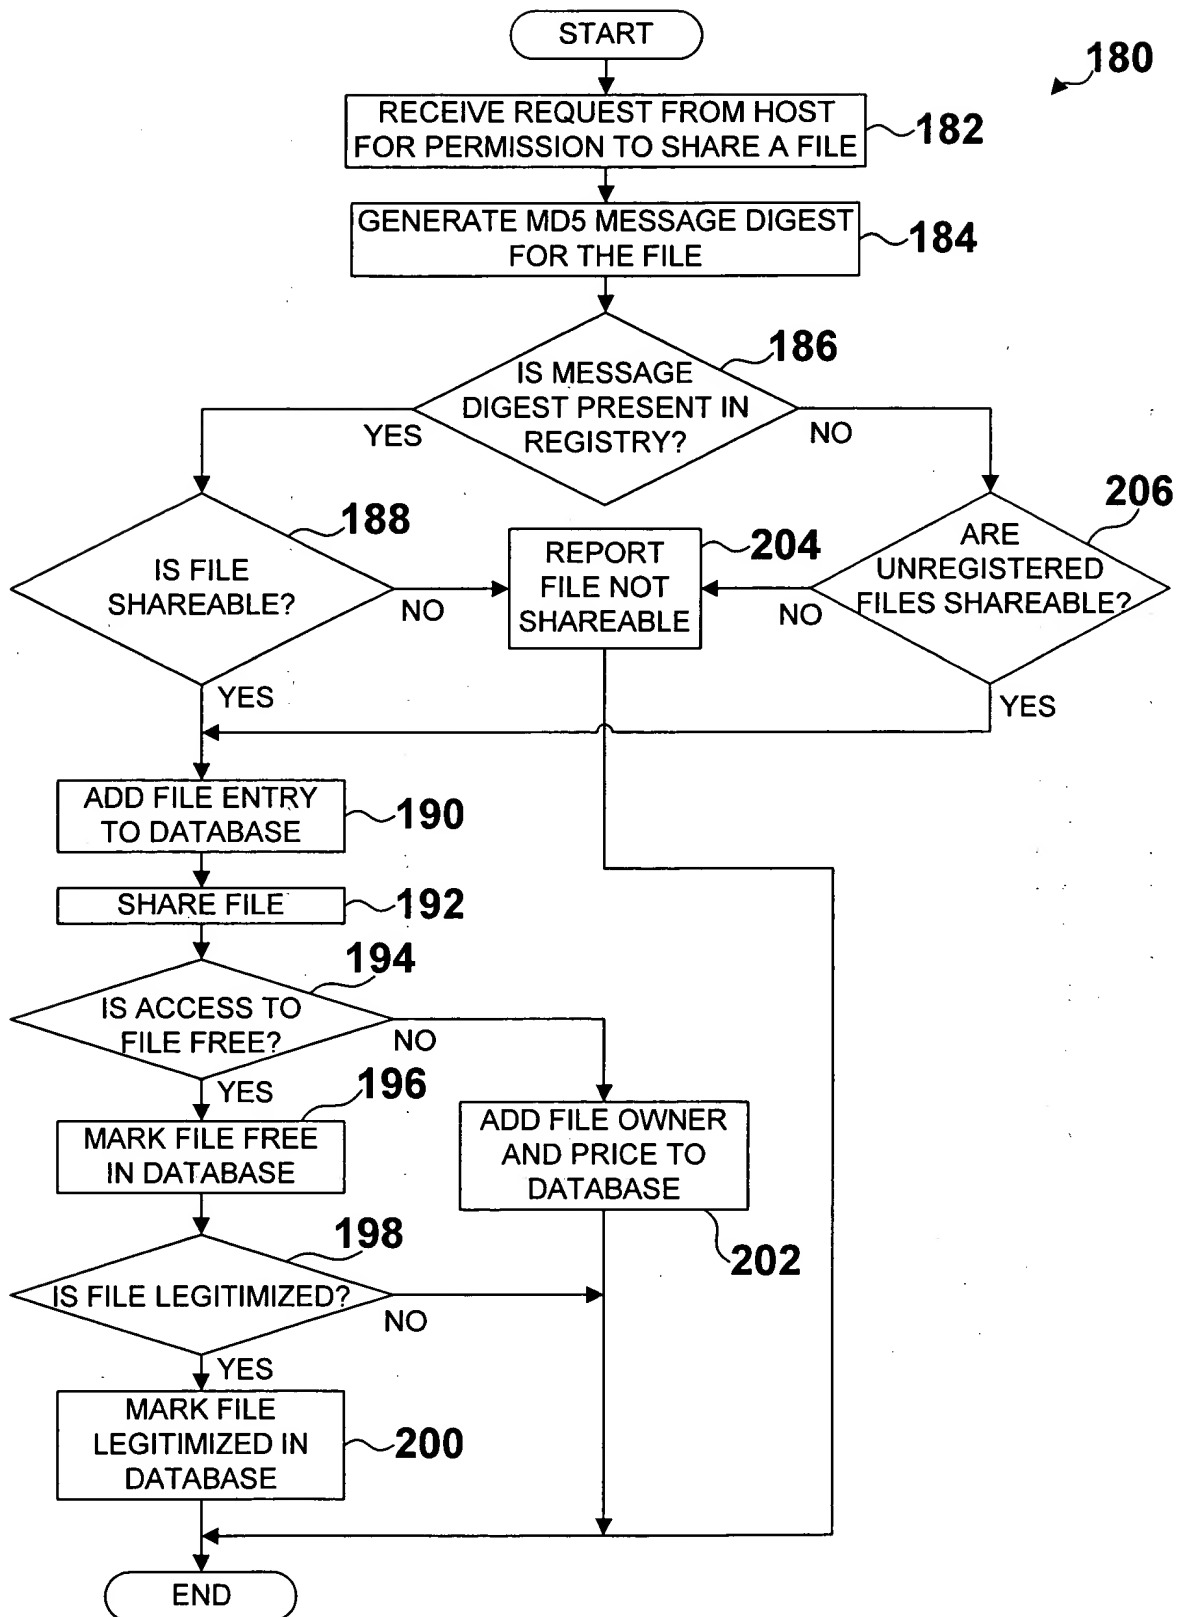 START
180
RECEIVE REQUEST FROM HOST
FOR PERMISSION TO SHARE A FILE
182
GENERATE MD5 MESSAGE DIGEST
FOR THE FILE
184
186
IS MESSAGE
DIGEST PRESENT IN
REGISTRY?
YES
NO
188
IS FILE
SHAREABLE?
NO
YES
204
REPORT
FILE NOT
SHAREABLE
206
ARE
UNREGISTERED
FILES SHAREABLE?
NO
YES
ADD FILE ENTRY
TO DATABASE
190
SHARE FILE
192
194
IS ACCESS TO
FILE FREE?
NO
YES
196
MARK FILE FREE
IN DATABASE
ADD FILE OWNER
AND PRICE TO
DATABASE
202
198
IS FILE LEGITIMIZED?
NO
YES
MARK FILE
LEGITIMIZED IN
DATABASE
200
END